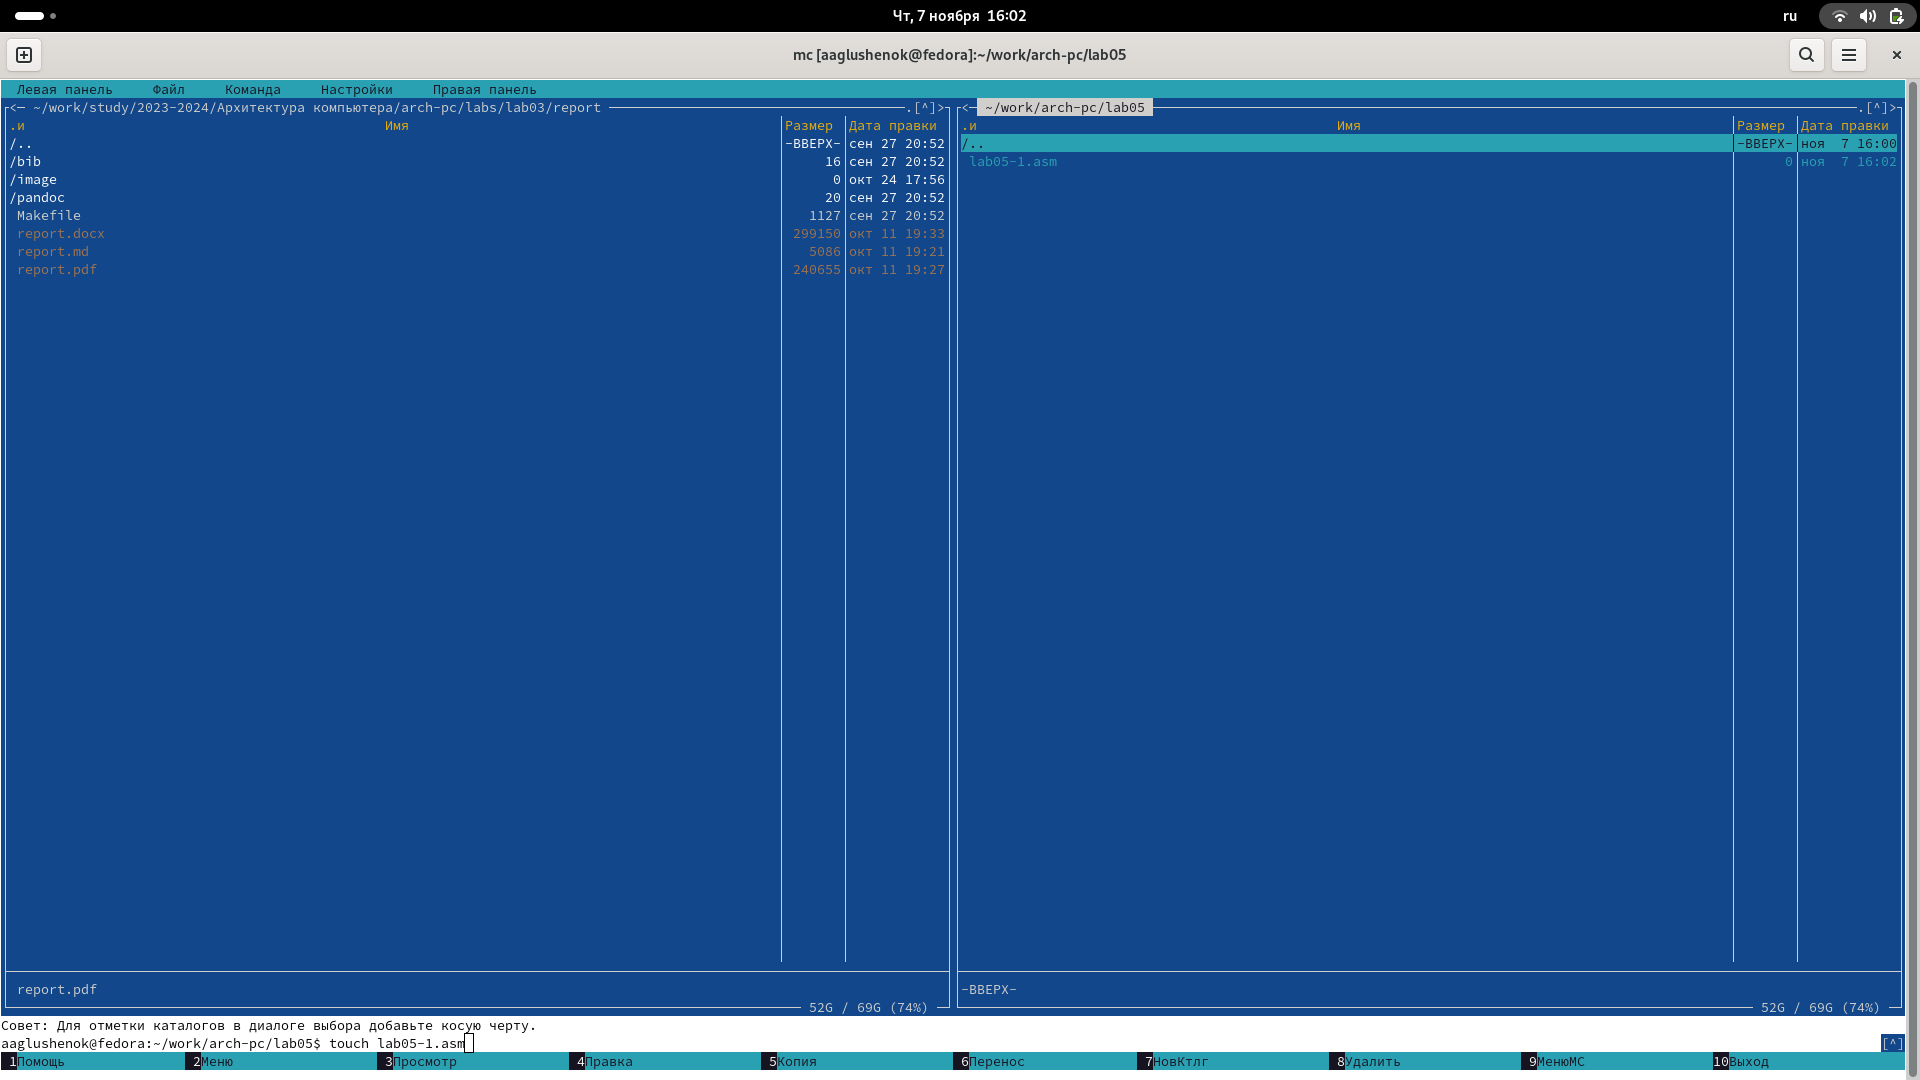 Чт, 7 ноября 16:02
ru
mc [aaglushenok@fedora]:~/work/arch-pc/lab05
Левая панель Файл Команда Настройки Правая панель
<─ ~/work/study/2023-2024/Архитектура компьютера/arch-pc/labs/lab03/report .[^]>
.и Имя Размер Дата правки
/.. -ВВЕРХ- сен 27 20:52
/bib 16 сен 27 20:52
/image 0 окт 24 17:56
/pandoc 20 сен 27 20:52
Makefile 1127 сен 27 20:52
report.docx 299150 окт 11 19:33
report.md 5086 окт 11 19:21
report.pdf 240655 окт 11 19:27
report.pdf
52G / 69G (74%)
<─ ~/work/arch-pc/lab05 .[^]>
.и Имя Размер Дата правки
/.. -ВВЕРХ- ноя 7 16:00
lab05-1.asm 0 ноя 7 16:02
-ВВЕРХ-
52G / 69G (74%)
Совет: Для отметки каталогов в диалоге выбора добавьте косую черту.
aaglushenok@fedora:~/work/arch-pc/lab05$ touch lab05-1.asm [^]
1Помощь 2Меню 3Просмотр 4Правка 5Копия 6Перенос 7НовКтлг 8Удалить 9МенюMC 10Выход